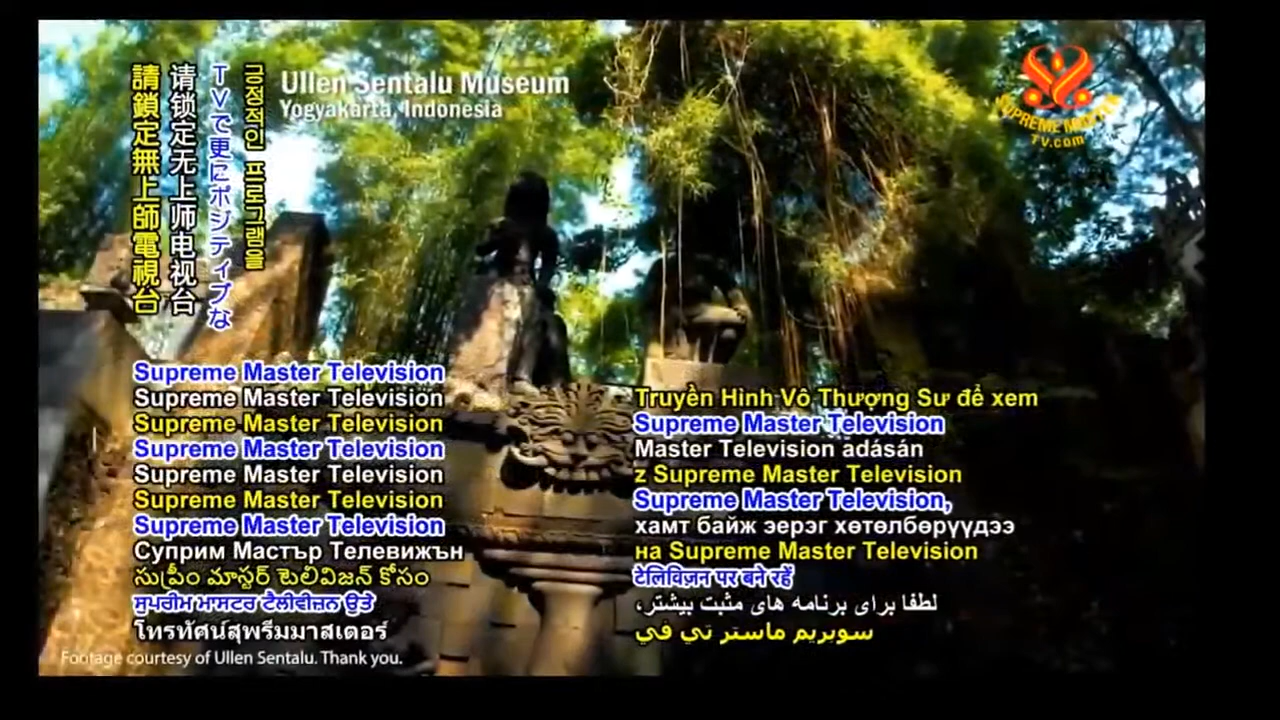 Ullen Sentalu Museum
Yogyakarta, Indonesia
SUPREME MASTER
TV.com
請鎖定無上師電視台
请锁定无上师电视台
TVで更にポジティブな
긍정적인 프로그램을
Supreme Master Television
Supreme Master Television
Supreme Master Television
Supreme Master Television
Supreme Master Television
Supreme Master Television
Supreme Master Television
Суприм Мастър Телевижън
సుప్రీం మాస్టర్ టెలివిజన్ కోసం
ਸੁਪਰੀਮ ਮਾਸਟਰ ਟੈਲੀਵੀਜ਼ਨ ਉਤੇ
โทรทัศน์สุพรีมมาสเตอร์
Truyền Hình Vô Thượng Sư để xem
Supreme Master Television
Master Television adásán
z Supreme Master Television
Supreme Master Television,
хамт байж эерэг хөтөлбөрүүдээ
на Supreme Master Television
टेलिविज़न पर बने रहें
لطفا برای برنامه های مثبت بیشتر،
سوبريم ماستر تي في
Footage courtesy of Ullen Sentalu. Thank you.